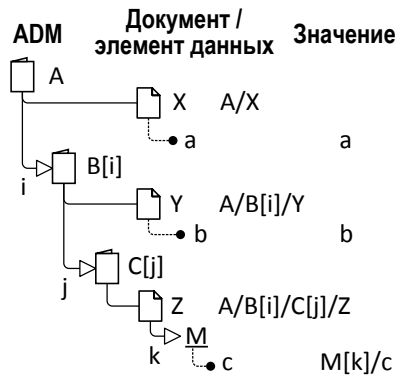 ADM Документ / элемент данных Значение
A
X A/X
a a
i B[i]
Y A/B[i]/Y
b b
j C[j]
Z A/B[i]/C[j]/Z
k M
c M[k]/c